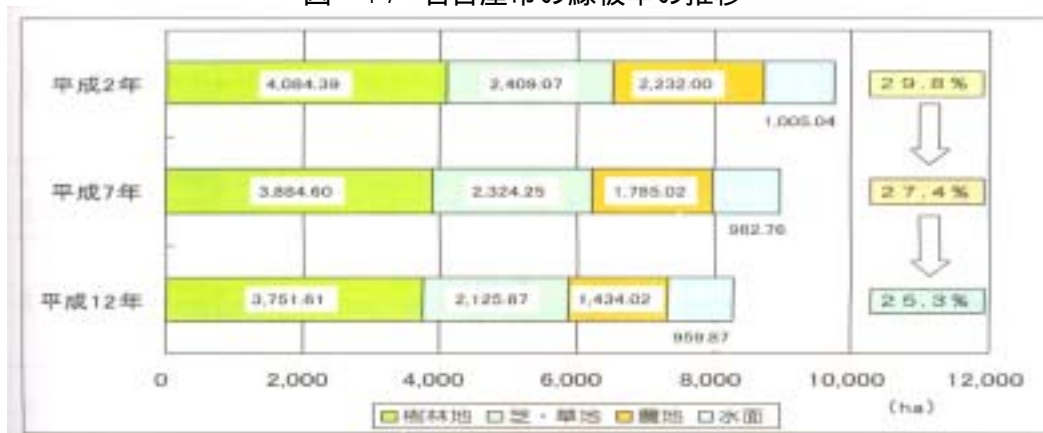 名古屋市の緑被率の推移
平成2年 4,084.39 2,409.07 2,232.00 29.8%
1,005.04
平成7年 3,884.60 2,324.25 1,785.02 27.4%
982.76
平成12年 3,751.61 2,125.67 1,434.02 25.3%
959.87
0 2,000 4,000 6,000 8,000 10,000 12,000
(ha)
樹林地 芝・草地 農地 水面